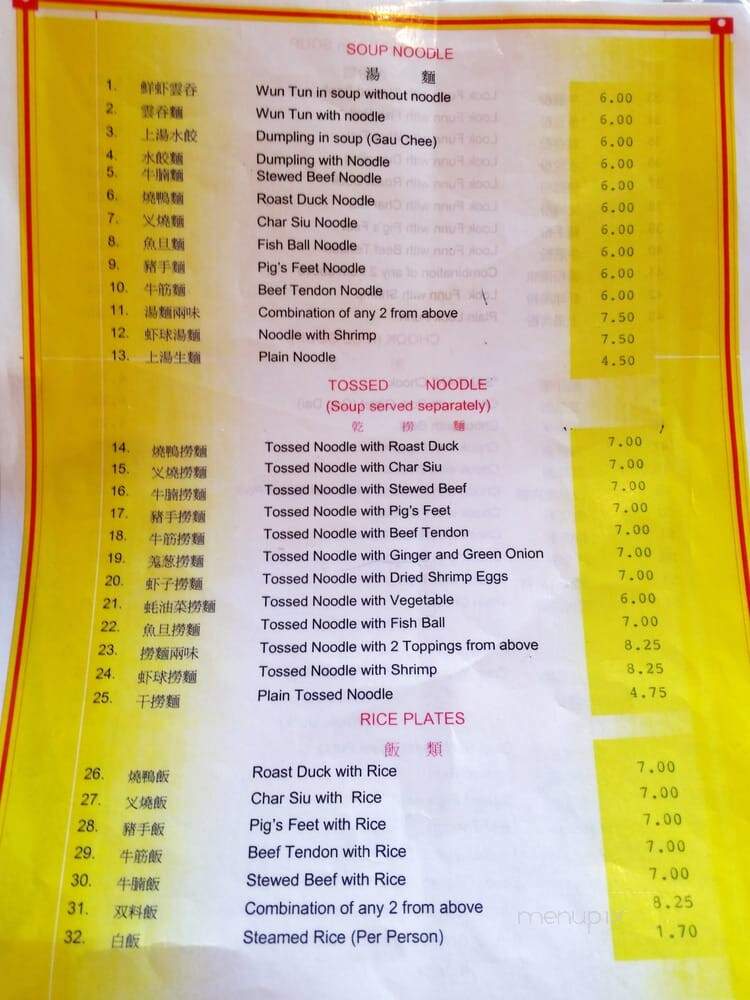 SOUP NOODLE
湯 麵
1. 鮮虾雲吞 Wun Tun in soup without noodle 6.00
2. 雲吞麵 Wun Tun with noodle 6.00
3. 上湯水餃 Dumpling in soup (Gau Chee) 6.00
4. 水餃麵 Dumpling with Noodle 6.00
5. 牛腩麵 Stewed Beef Noodle 6.00
6. 燒鴨麵 Roast Duck Noodle 6.00
7. 义燒麵 Char Siu Noodle 6.00
8. 魚旦麵 Fish Ball Noodle 6.00
9. 豬手麵 Pig's Feet Noodle 6.00
10. 牛筋麵 Beef Tendon Noodle 6.00
11. 湯麵兩味 Combination of any 2 from above 7.50
12. 虾球湯麵 Noodle with Shrimp 7.50
13. 上湯生麵 Plain Noodle 4.50
TOSSED NOODLE
(Soup served separately)
乾 撈 麵
14. 燒鴨撈麵 Tossed Noodle with Roast Duck 7.00
15. 义燒撈麵 Tossed Noodle with Char Siu 7.00
16. 牛腩撈麵 Tossed Noodle with Stewed Beef 7.00
17. 豬手撈麵 Tossed Noodle with Pig's Feet 7.00
18. 牛筋撈麵 Tossed Noodle with Beef Tendon 7.00
19. 羗葱撈麵 Tossed Noodle with Ginger and Green Onion 7.00
20. 虾子撈麵 Tossed Noodle with Dried Shrimp Eggs 7.00
21. 蚝油菜撈麵 Tossed Noodle with Vegetable 6.00
22. 魚旦撈麵 Tossed Noodle with Fish Ball 7.00
23. 撈麵兩味 Tossed Noodle with 2 Toppings from above 8.25
24. 虾球撈麵 Tossed Noodle with Shrimp 8.25
25. 干撈麵 Plain Tossed Noodle 4.75
RICE PLATES
飯 類
26. 燒鴨飯 Roast Duck with Rice 7.00
27. 义燒飯 Char Siu with Rice 7.00
28. 豬手飯 Pig's Feet with Rice 7.00
29. 牛筋飯 Beef Tendon with Rice 7.00
30. 牛腩飯 Stewed Beef with Rice 7.00
31. 双料飯 Combination of any 2 from above 8.25
32. 白飯 Steamed Rice (Per Person) 1.70
menupix